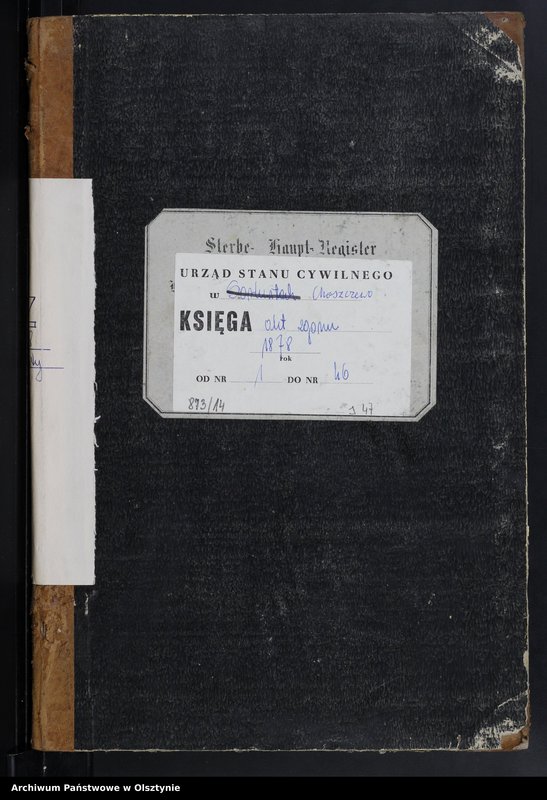 Sterbe- Haupt-Register
URZĄD STANU CYWILNEGO
w Choszczewo
KSIĘGA akt zgonu
1878
rok
OD NR 1 DO NR 46
893/14 J 47
Archiwum Państwowe w Olsztynie